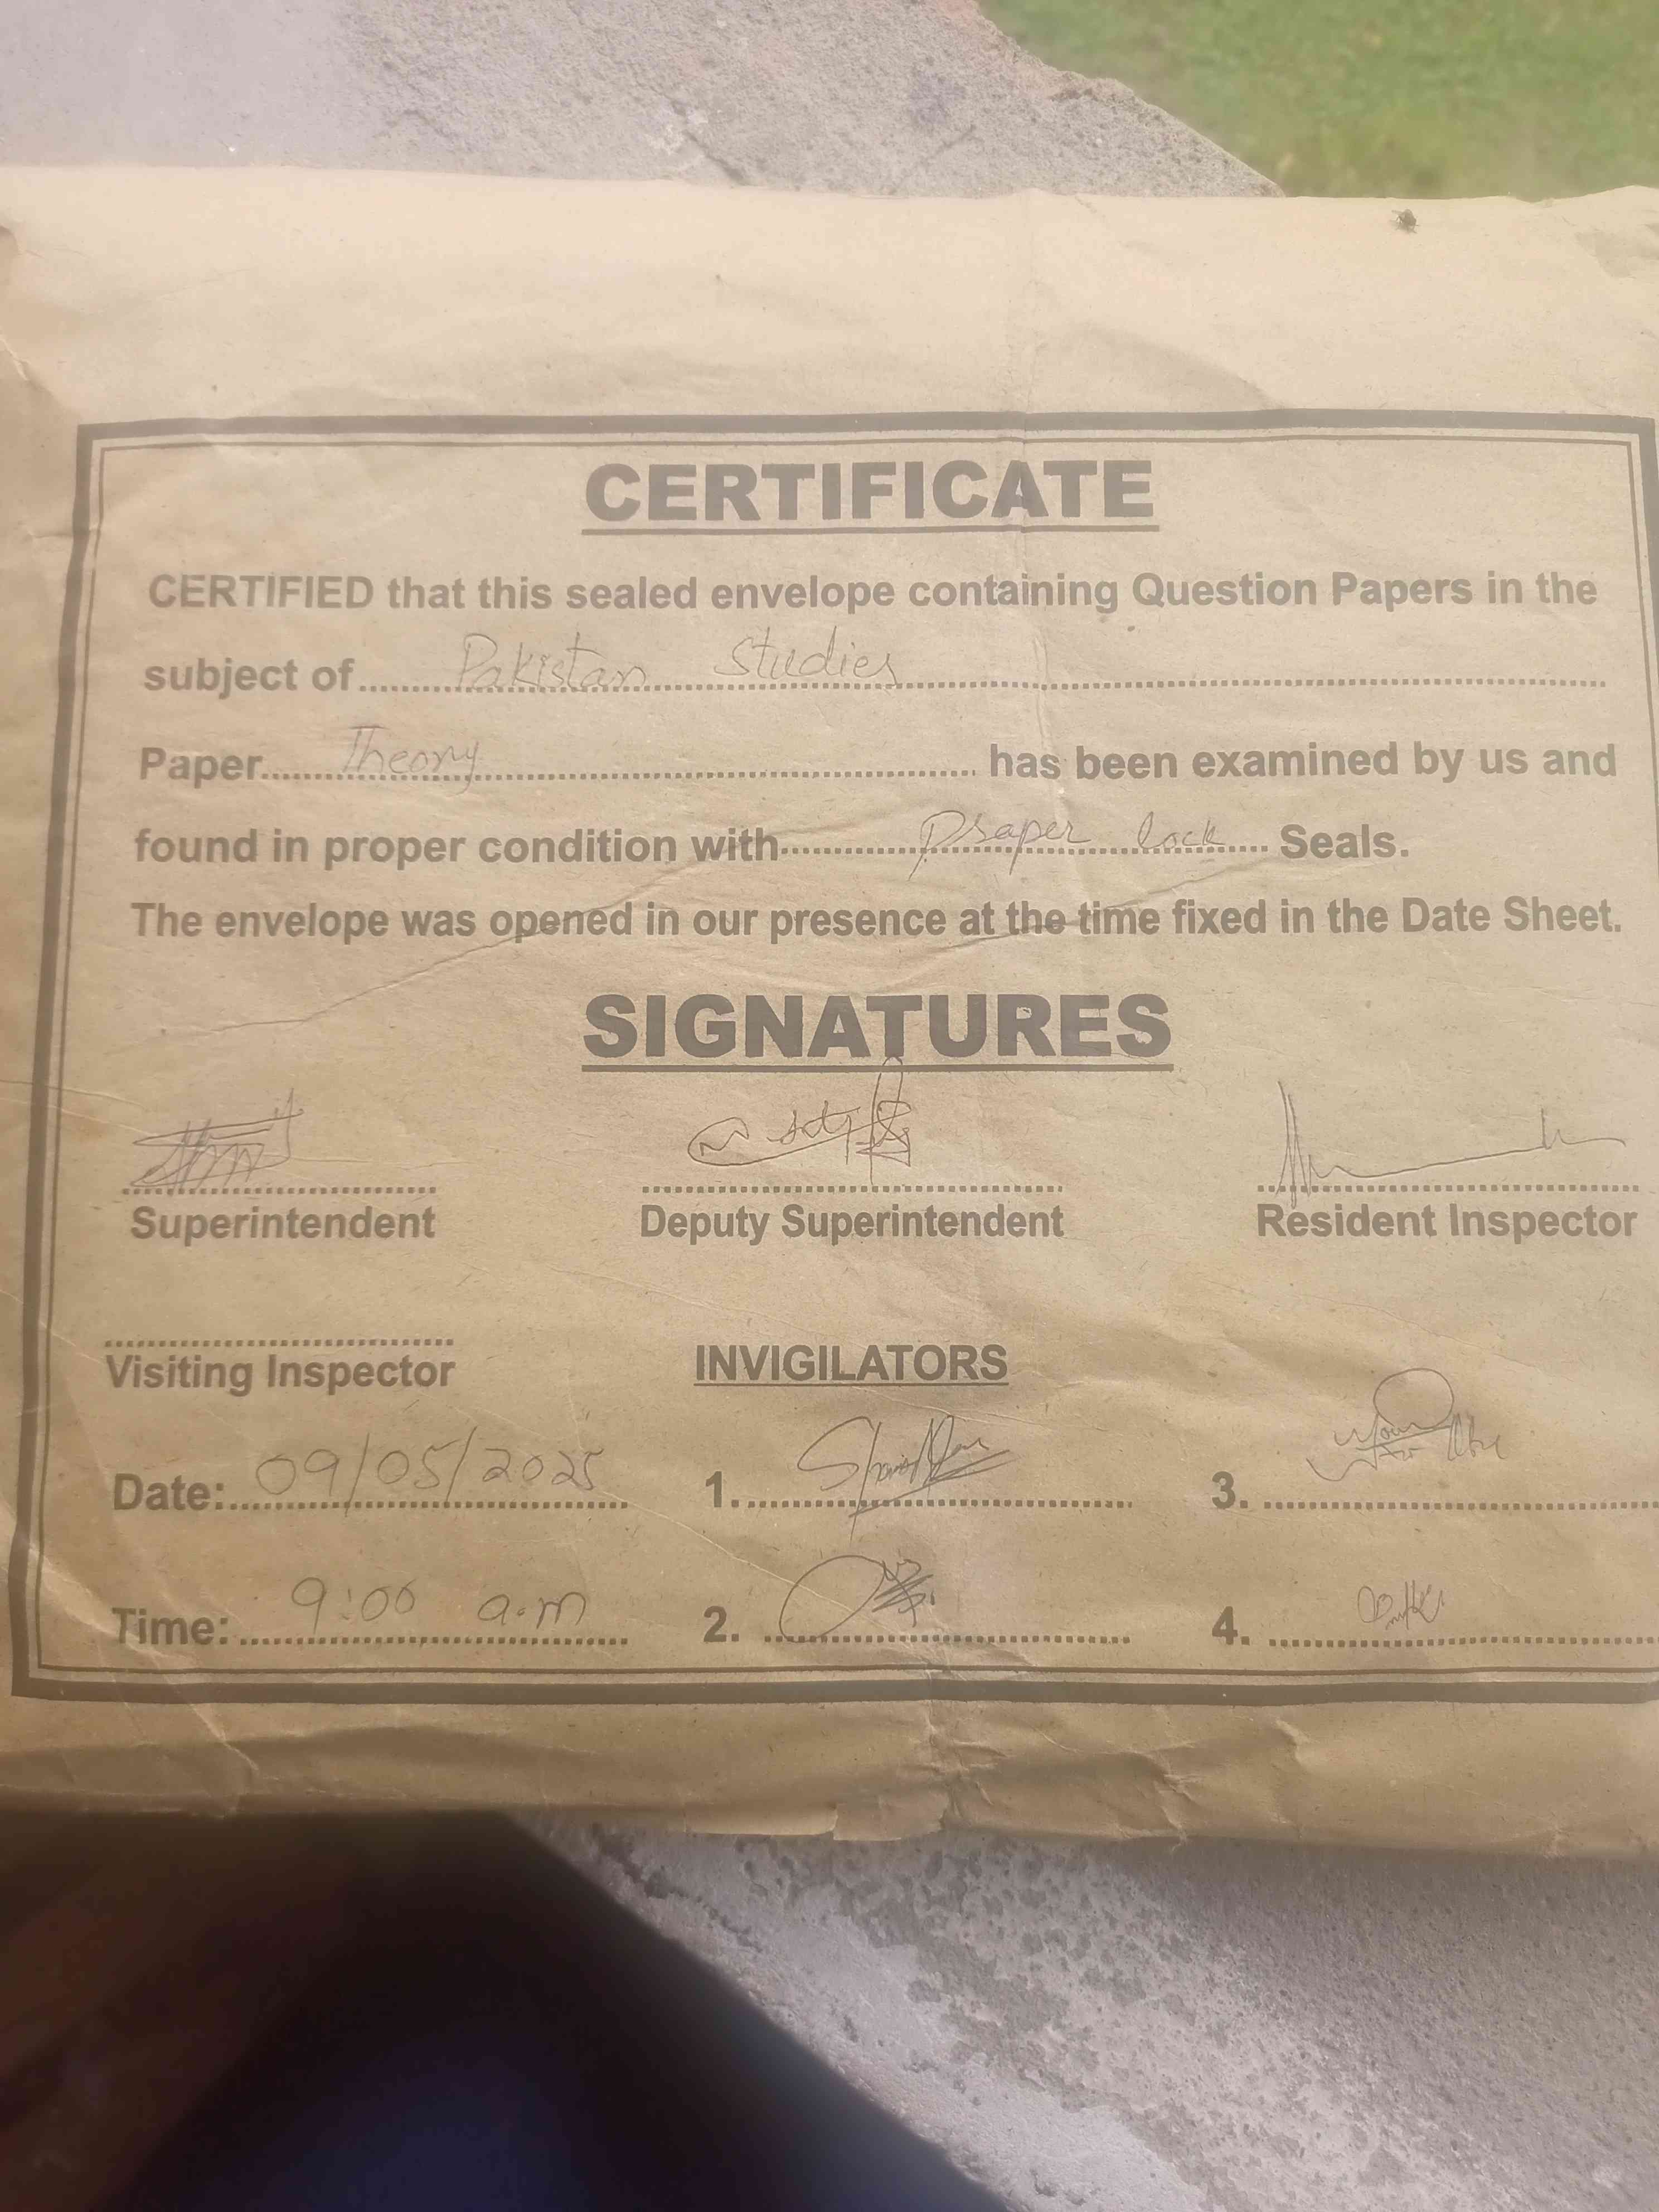 CERTIFICATE
CERTIFIED that this sealed envelope containing Question Papers in the
subject of Pakistan Studies
Paper Theory has been examined by us and
found in proper condition with Proper lock Seals.
The envelope was opened in our presence at the time fixed in the Date Sheet.
SIGNATURES
Superintendent Deputy Superintendent Resident Inspector
Visiting Inspector INVIGILATORS
Date: 09/05/2025 1. 3.
Time: 9:00 a.m 2. 4.